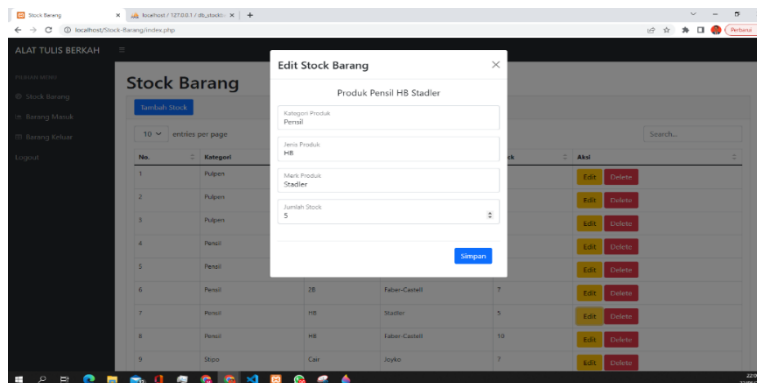 Stock Barang
localhost / 127.0.0.1 / db_stockb
localhost/Stock-Barang/index.php
Perbarui
ALAT TULIS BERKAH
Stock Barang
Barang Masuk
Barang Keluar
Logout
Stock Barang
Tambah Stock
10 entries per page
Search...
No. Kategori Aksi
1 Pulpen Edit Delete
2 Pulpen Edit Delete
3 Pulpen Edit Delete
4 Pensil Edit Delete
5 Pensil Edit Delete
6 Pensil 2B Faber-Castell 7 Edit Delete
7 Pensil HB Stadler 5 Edit Delete
8 Pensil HB Faber-Castell 10 Edit Delete
9 Stipo Cair Joyko 7 Edit Delete
Edit Stock Barang
Produk Pensil HB Stadler
Kategori Produk
Pensil
Jenis Produk
HB
Merk Produk
Stadler
Jumlah Stock
5
Simpan